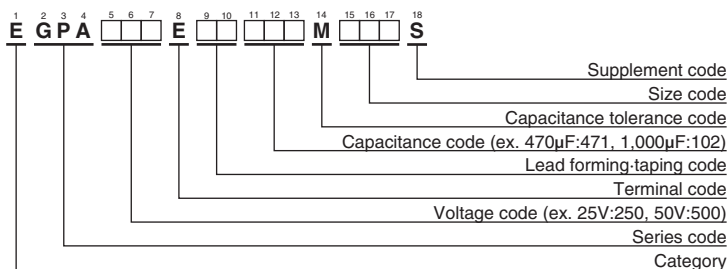 1 2 3 4 5 6 7 8 9 10 11 12 13 14 15 16 17 18
E GPA E M S
Supplement code
Size code
Capacitance tolerance code
Capacitance code (ex. 470µF:471, 1,000µF:102)
Lead forming·taping code
Terminal code
Voltage code (ex. 25V:250, 50V:500)
Series code
Category